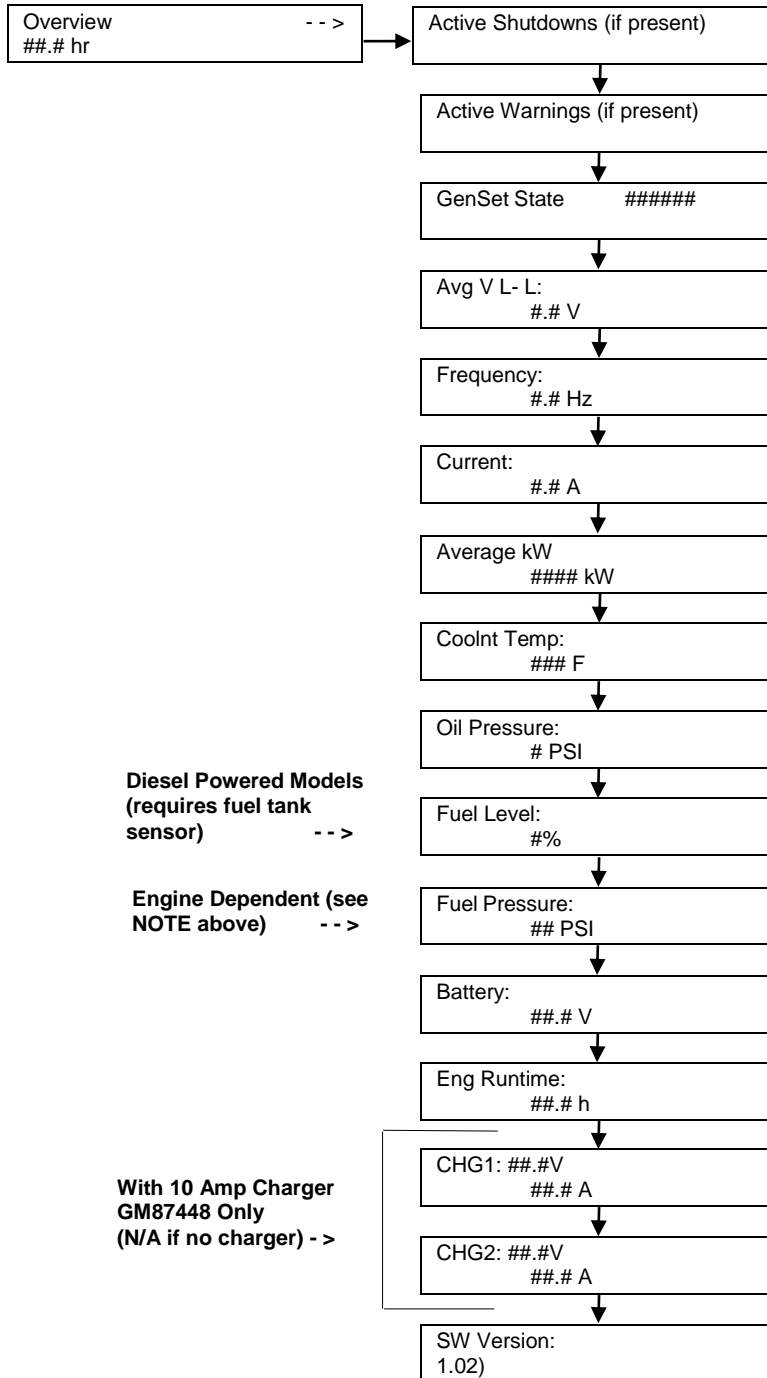 Overview - - >
##.# hr
Active Shutdowns (if present)
Active Warnings (if present)
GenSet State ######
Avg V L- L:
#.# V
Frequency:
#.# Hz
Current:
#.# A
Average kW
#### kW
Coolnt Temp:
### F
Oil Pressure:
# PSI
Diesel Powered Models
(requires fuel tank
sensor) - - >
Fuel Level:
#%
Engine Dependent (see
NOTE above) - - >
Fuel Pressure:
## PSI
Battery:
##.# V
Eng Runtime:
##.# h
With 10 Amp Charger
GM87448 Only
(N/A if no charger) - >
CHG1: ##.#V
##.# A
CHG2: ##.#V
##.# A
SW Version:
1.02)